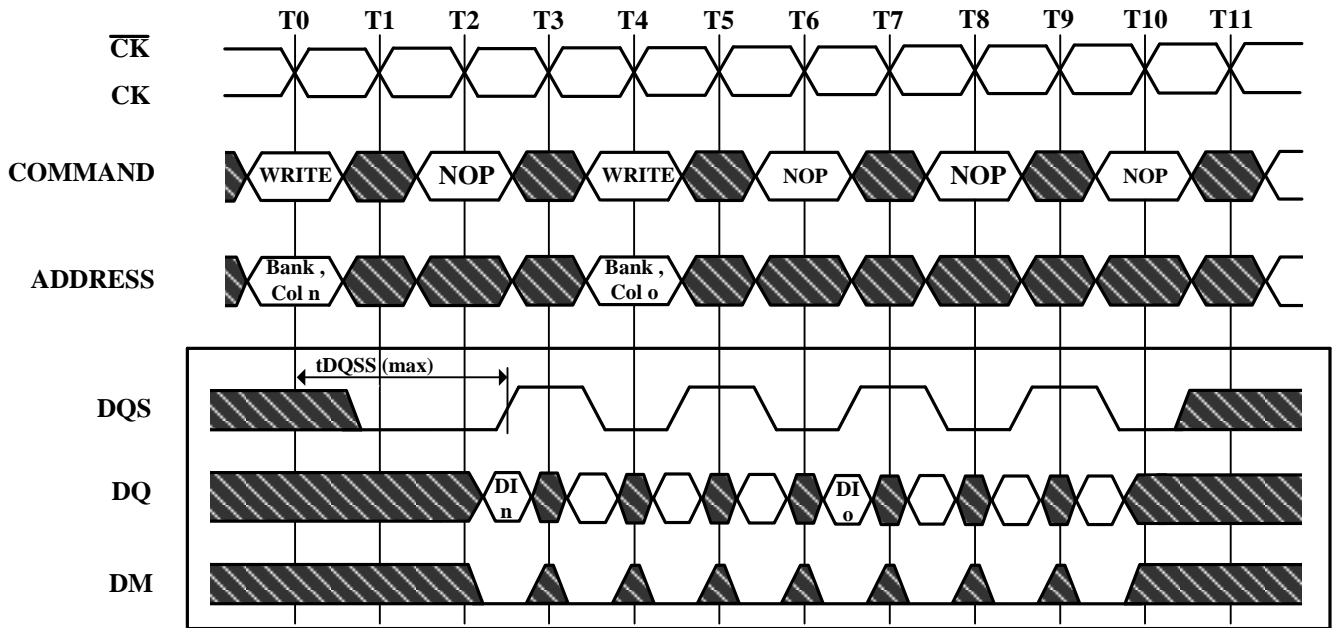 T0 T1 T2 T3 T4 T5 T6 T7 T8 T9 T10 T11
CK
CK
COMMAND WRITE NOP WRITE NOP NOP NOP
ADDRESS Bank , Bank ,
Col n Col o
tDQSS (max)
DQS
DQ DI DI
n o
DM